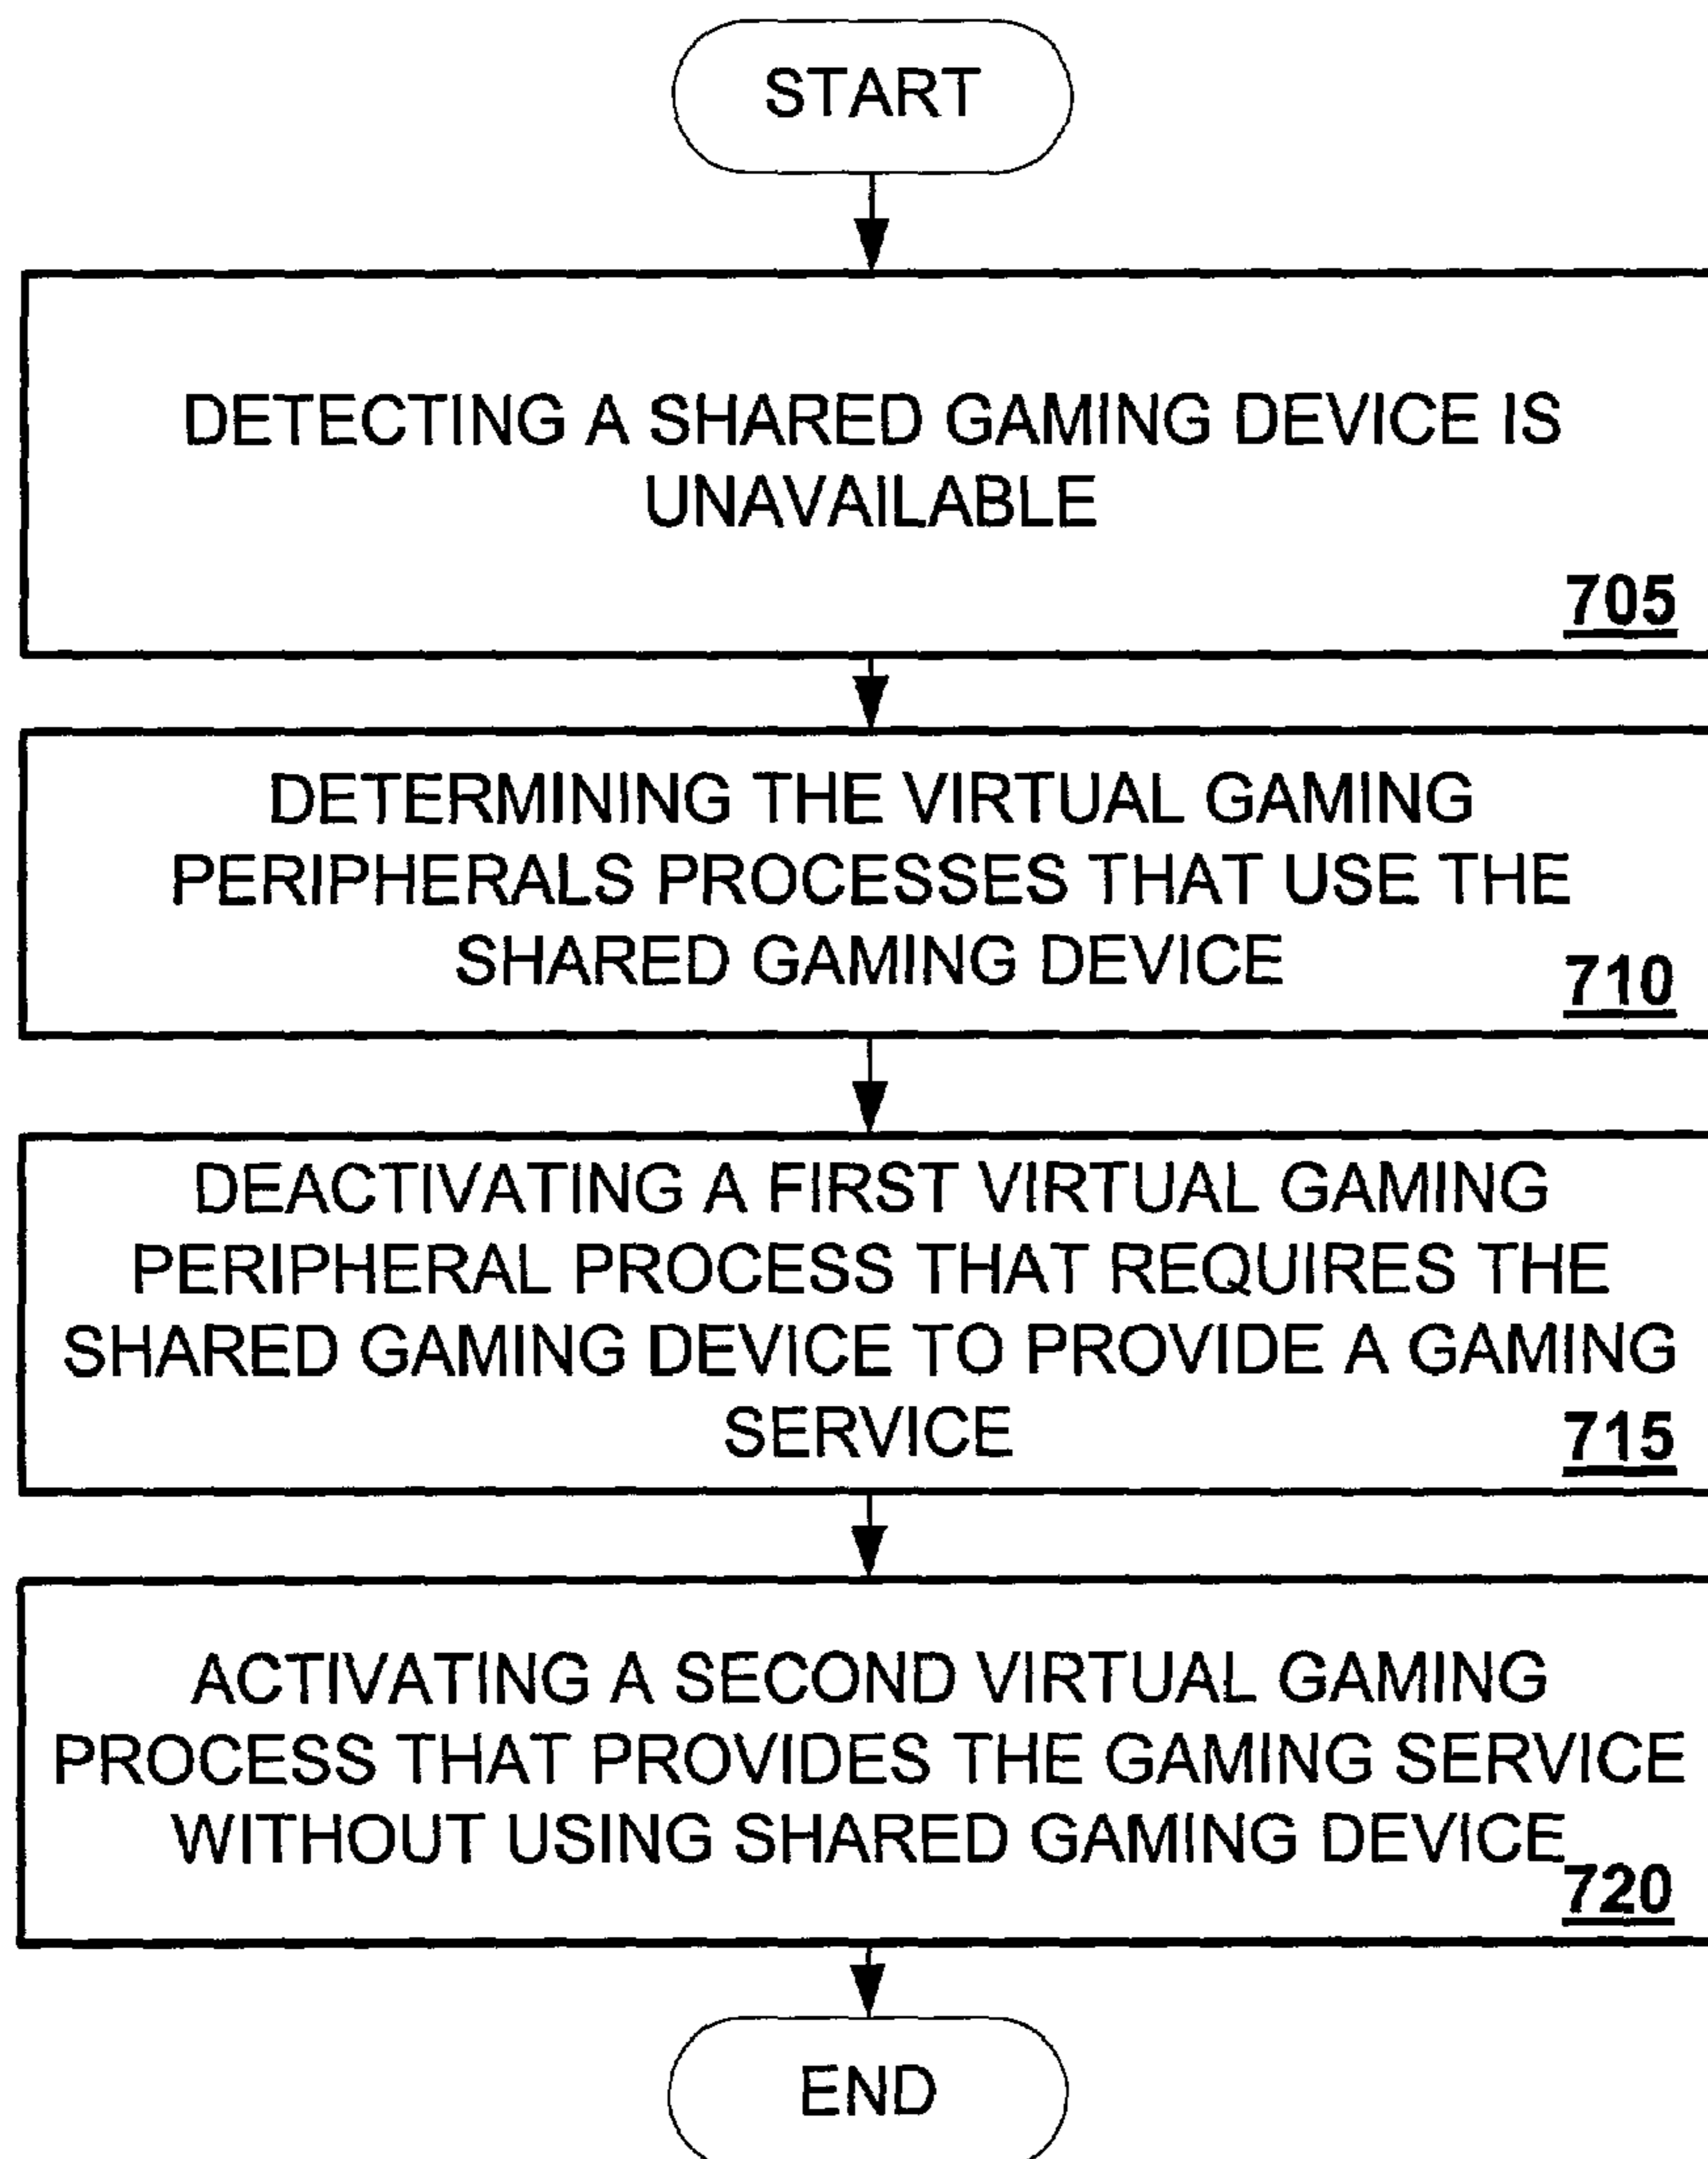 START
DETECTING A SHARED GAMING DEVICE IS
UNAVAILABLE
705
DETERMINING THE VIRTUAL GAMING
PERIPHERALS PROCESSES THAT USE THE
SHARED GAMING DEVICE
710
DEACTIVATING A FIRST VIRTUAL GAMING
PERIPHERAL PROCESS THAT REQUIRES THE
SHARED GAMING DEVICE TO PROVIDE A GAMING
SERVICE
715
ACTIVATING A SECOND VIRTUAL GAMING
PROCESS THAT PROVIDES THE GAMING SERVICE
WITHOUT USING SHARED GAMING DEVICE
720
END